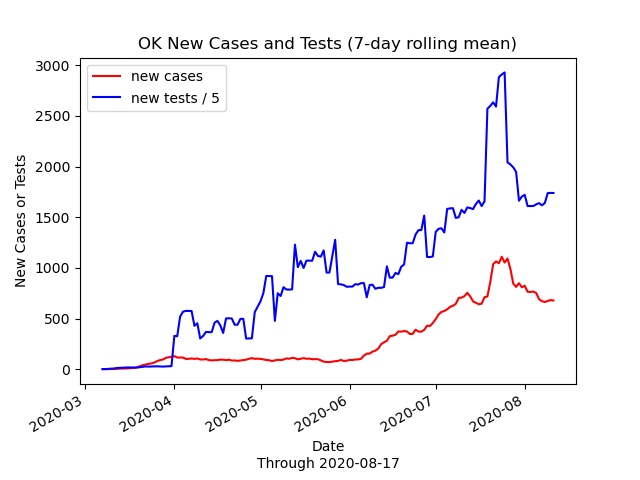 OK New Cases and Tests (7-day rolling mean)
new cases
new tests / 5
New Cases or Tests
3000
2500
2000
1500
1000
500
0
2020-03
2020-04
2020-05
2020-06
2020-07
2020-08
Date
Through 2020-08-17